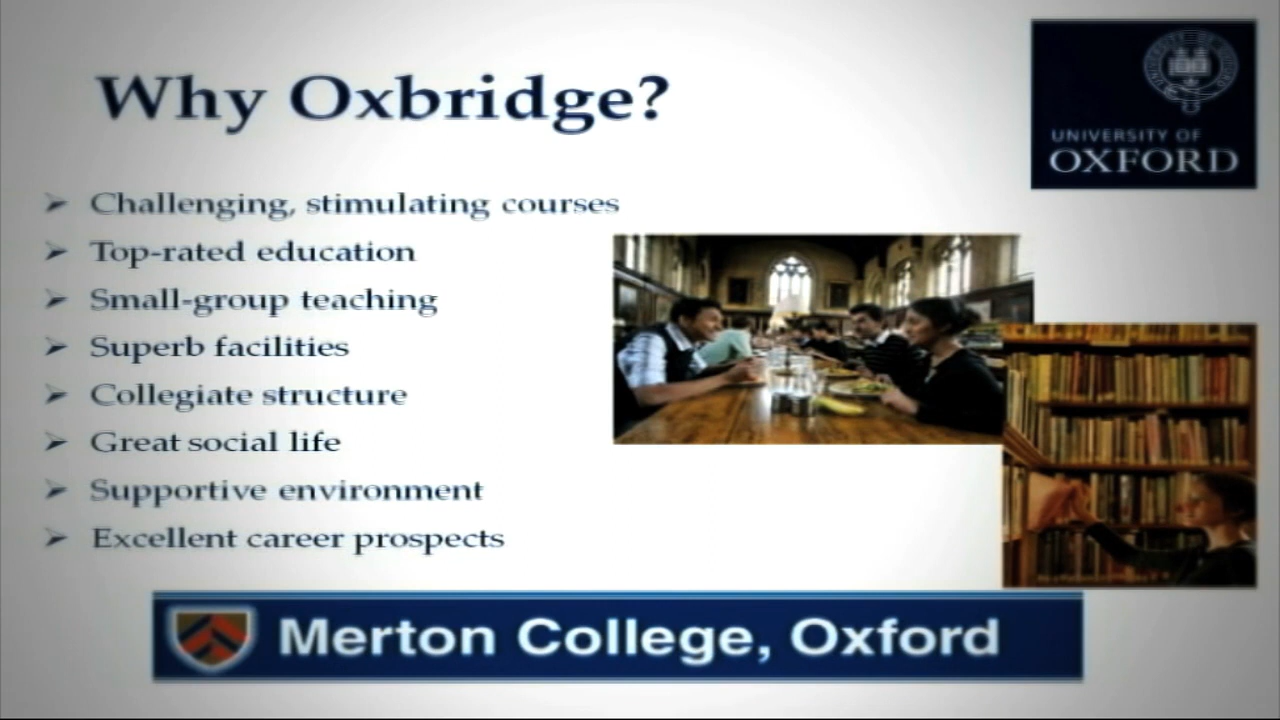 Why Oxbridge?
UNIVERSITY OF
OXFORD
Challenging, stimulating courses
Top-rated education
Small-group teaching
Superb facilities
Collegiate structure
Great social life
Supportive environment
Excellent career prospects
Merton College, Oxford